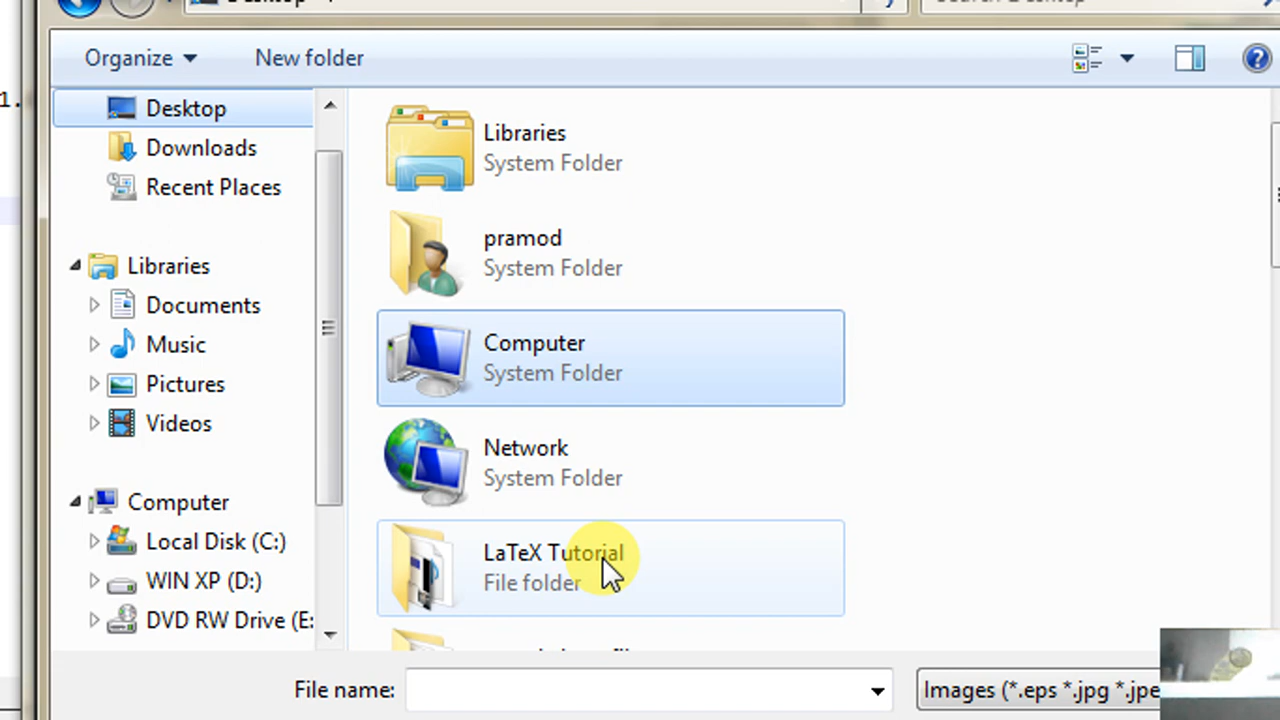 1.
Organize
New folder
Desktop
Downloads
Recent Places
Libraries
Documents
Music
Pictures
Videos
Computer
Local Disk (C:)
WIN XP (D:)
DVD RW Drive (E:
Libraries
System Folder
pramod
System Folder
Computer
System Folder
Network
System Folder
LaTeX Tutorial
File folder
File name:
Images (*.eps *.jpg *.jpe